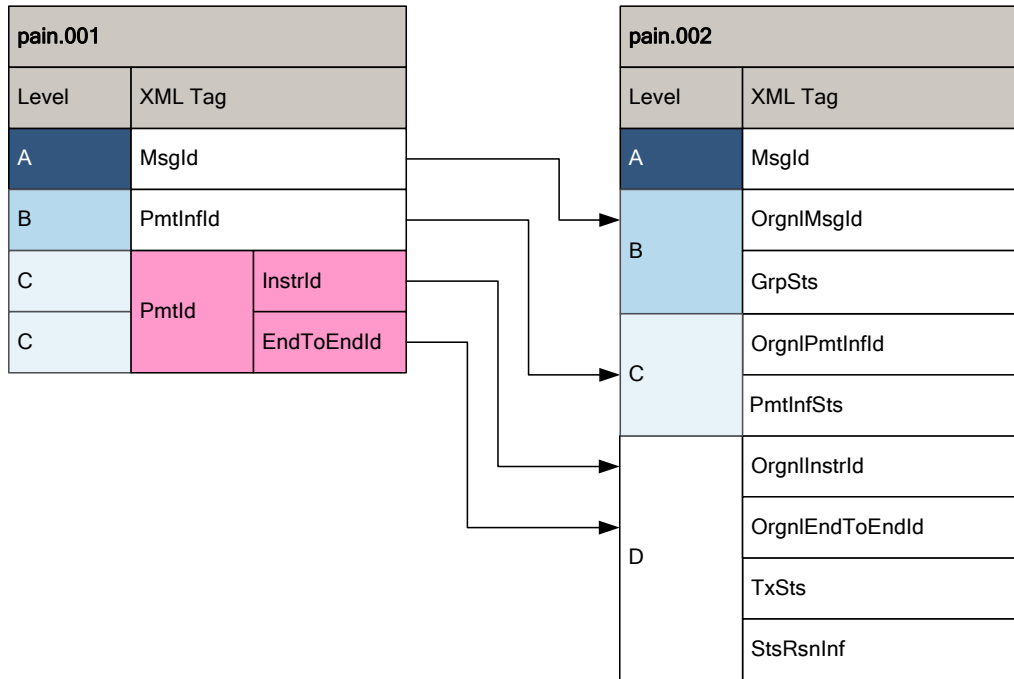 pain.001
Level XML Tag
A MsgId
B PmtInfId
C PmtId InstrId
C EndToEndId
pain.002
Level XML Tag
A MsgId
B OrgnlMsgId
GrpSts
C OrgnlPmtInfId
PmtInfSts
D OrgnlInstrId
OrgnlEndToEndId
TxSts
StsRsnInf